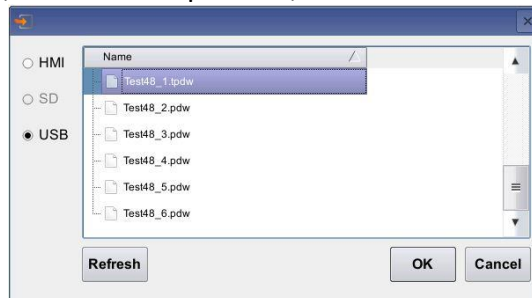 Name
HMI
SD
USB
Test48_1.tpdw
Test48_2.pdw
Test48_3.pdw
Test48_4.pdw
Test48_5.pdw
Test48_6.pdw
Refresh
OK
Cancel